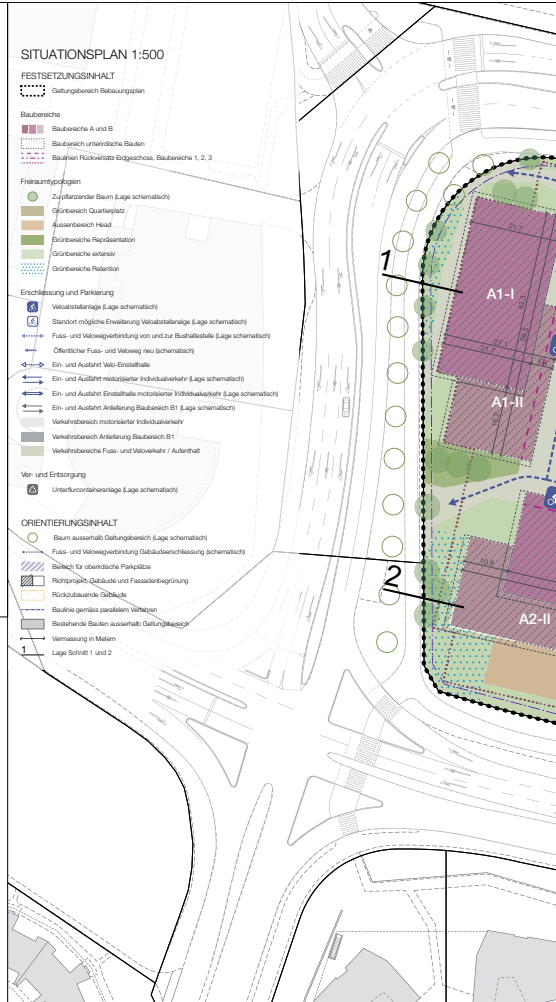 SITUATIONSPLAN 1:500
FESTSETZUNGSINHALT
Geltungsbereich Bebauungsplan
Baubereiche
Baubereiche A und B
Baubereich unterirdische Bauten
Baulinien Rückversatz Erdgeschoss, Baubereiche 1, 2, 3
Freiraumtypologien
Zu pflanzender Baum (Lage schematisch)
Grünbereich Quartierplatz
Aussenbereich Head
Grünbereiche Repräsentation
Grünbereiche extensiv
Grünbereiche Retention
Erschliessung und Parkierung
Veloabstellanlage (Lage schematisch)
Standort mögliche Erweiterung Veloabstellanalge (Lage schematisch)
Fuss- und Velowegverbindung von und zur Bushaltestelle (Lage schematisch)
Öffentlicher Fuss- und Veloweg neu (schematisch)
Ein- und Ausfahrt Velo-Einstellhalle
Ein- und Ausfahrt motorisierter Individualverkehr (Lage schematisch)
Ein- und Ausfahrt Einstellhalle motorisierter Individualverkehr (Lage schematisch)
Ein- und Ausfahrt Anlieferung Baubereich B1 (Lage schematisch)
Verkehrsbereich motorisierter Individualverkehr
Verkehrsbereich Anlieferung Baubereich B1
Verkehrsbereiche Fuss- und Veloverkehr / Aufenthalt
Ver- und Entsorgung
Unterflurcontaineranlage (Lage schematisch)
ORIENTIERUNGSINHALT
Baum ausserhalb Geltungsbereich (Lage schematisch)
Fuss- und Velowegverbindung Gebäudeerschliessung (schematisch)
Bereich für oberirdische Parkplätze
Richtprojekt, Gebäude und Fassadenbegrünung
Rückzubauende Gebäude
Baulinie gemäss parallelem Verfahren
Bestehende Bauten ausserhalb Geltungsbereich
Vermassung in Metern
1 Lage Schnitt 1 und 2
1
21.7
A1-I
A1-II
2
10.8
A2-II